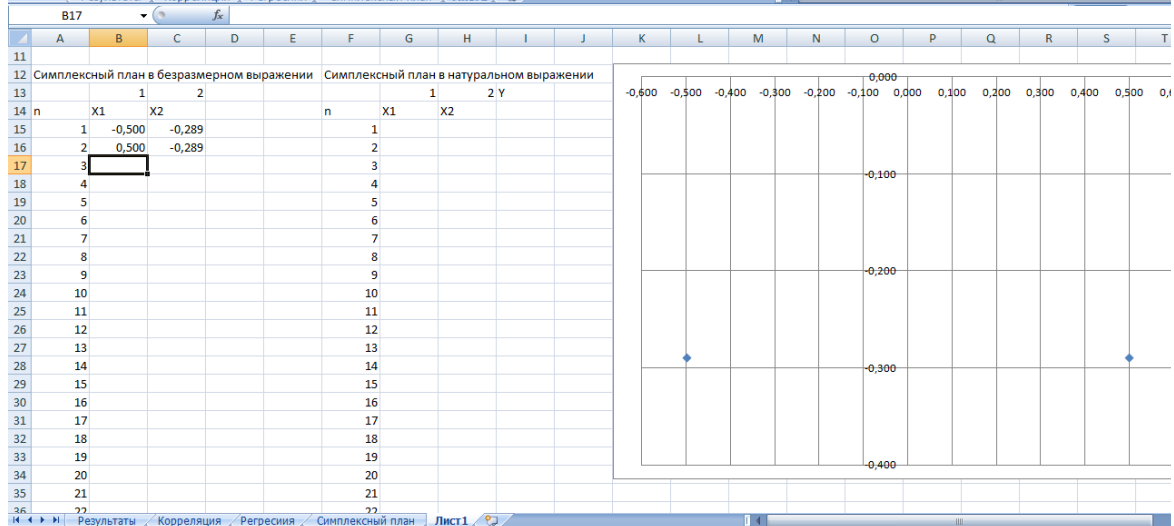 B17 fx
A B C D E F G H I J K L M N O P Q R S T
11
12 Симплексный план в безразмерном выражении Симплексный план в натуральном выражении
13 1 2 1 2 Y
14 n X1 X2 n X1 X2
15 1 -0,500 -0,289 1
16 2 0,500 -0,289 2
17 3 3
18 4 4
19 5 5
20 6 6
21 7 7
22 8 8
23 9 9
24 10 10
25 11 11
26 12 12
27 13 13
28 14 14
29 15 15
30 16 16
31 17 17
32 18 18
33 19 19
34 20 20
35 21 21
36 22 22
0,000
-0,600 -0,500 -0,400 -0,300 -0,200 -0,100 0,000 0,100 0,200 0,300 0,400 0,500
-0,100
-0,200
-0,300
-0,400
Результаты Корреляция Регресиия Симплексный план Лист1